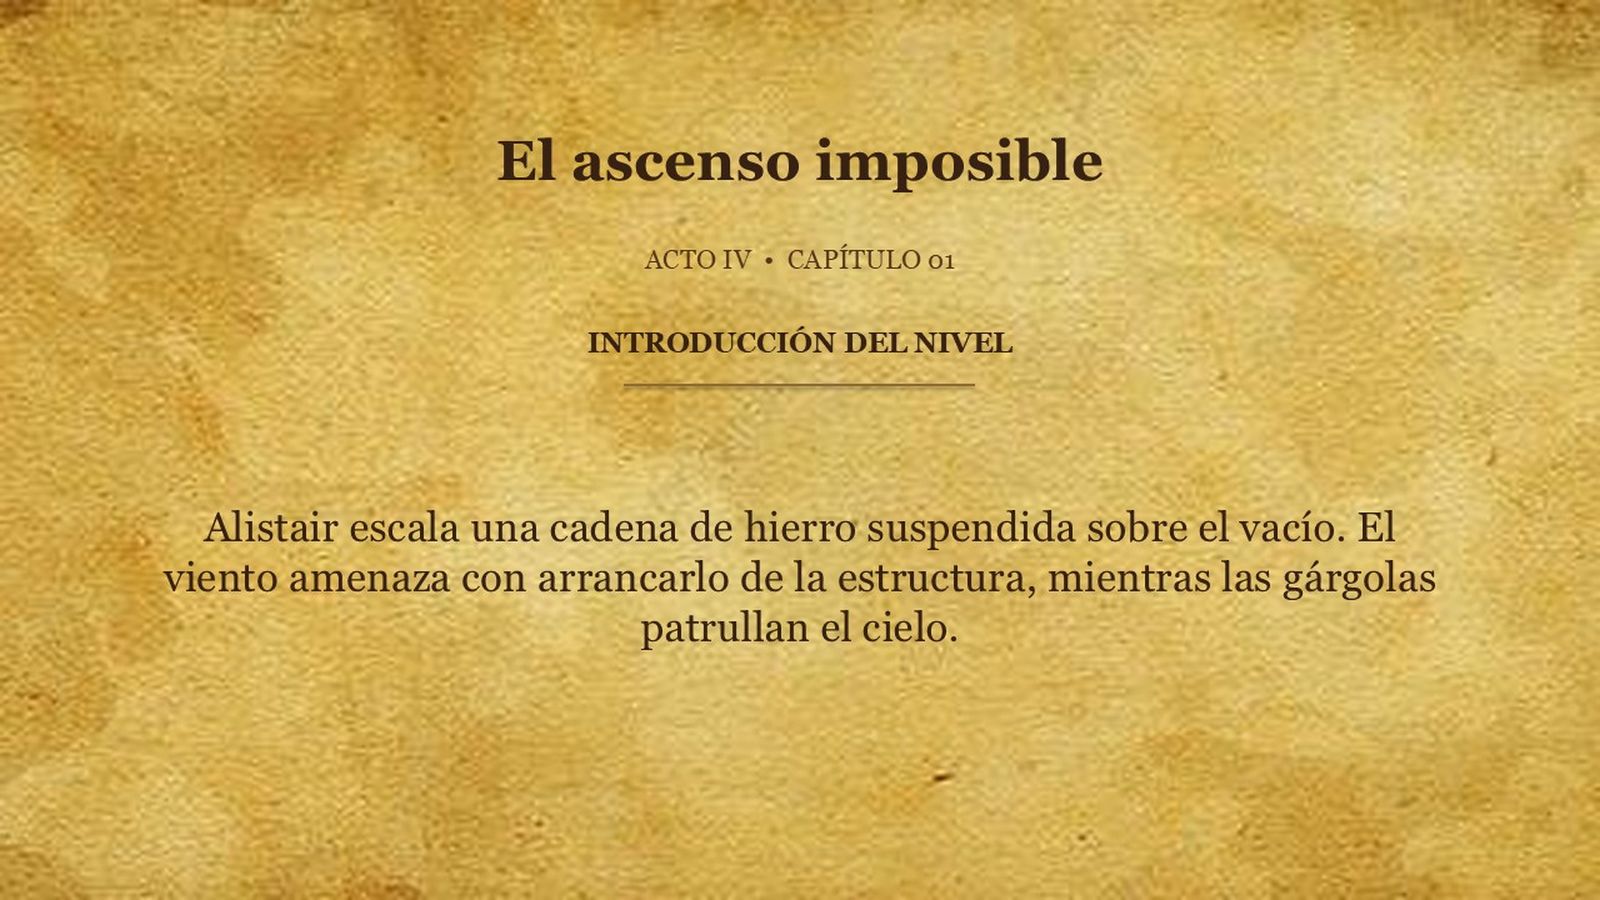 El ascenso imposible
ACTO IV • CAPÍTULO 01
INTRODUCCIÓN DEL NIVEL
Alistair escala una cadena de hierro suspendida sobre el vacío. El
viento amenaza con arrancarlo de la estructura, mientras las gárgolas
patrullan el cielo.